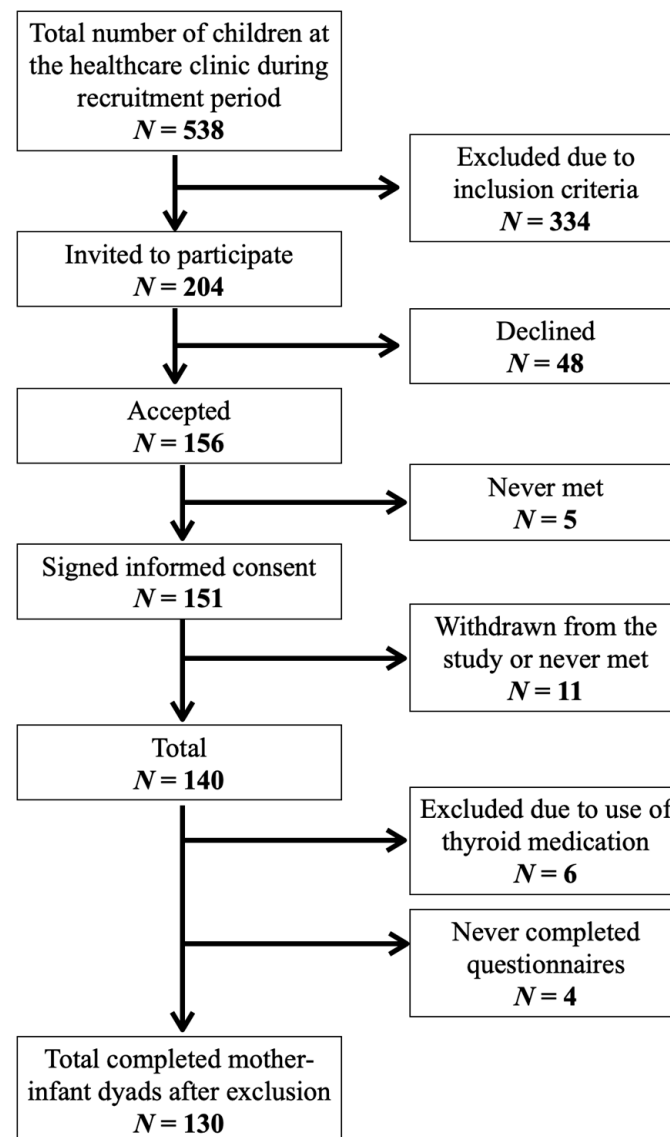 Total number of children at
the healthcare clinic during
recruitment period
N = 538
Excluded due to
inclusion criteria
N = 334
Invited to participate
N = 204
Declined
N = 48
Accepted
N = 156
Never met
N = 5
Signed informed consent
N = 151
Withdrawn from the
study or never met
N = 11
Total
N = 140
Excluded due to use of
thyroid medication
N = 6
Never completed
questionnaires
N = 4
Total completed mother-
infant dyads after exclusion
N = 130